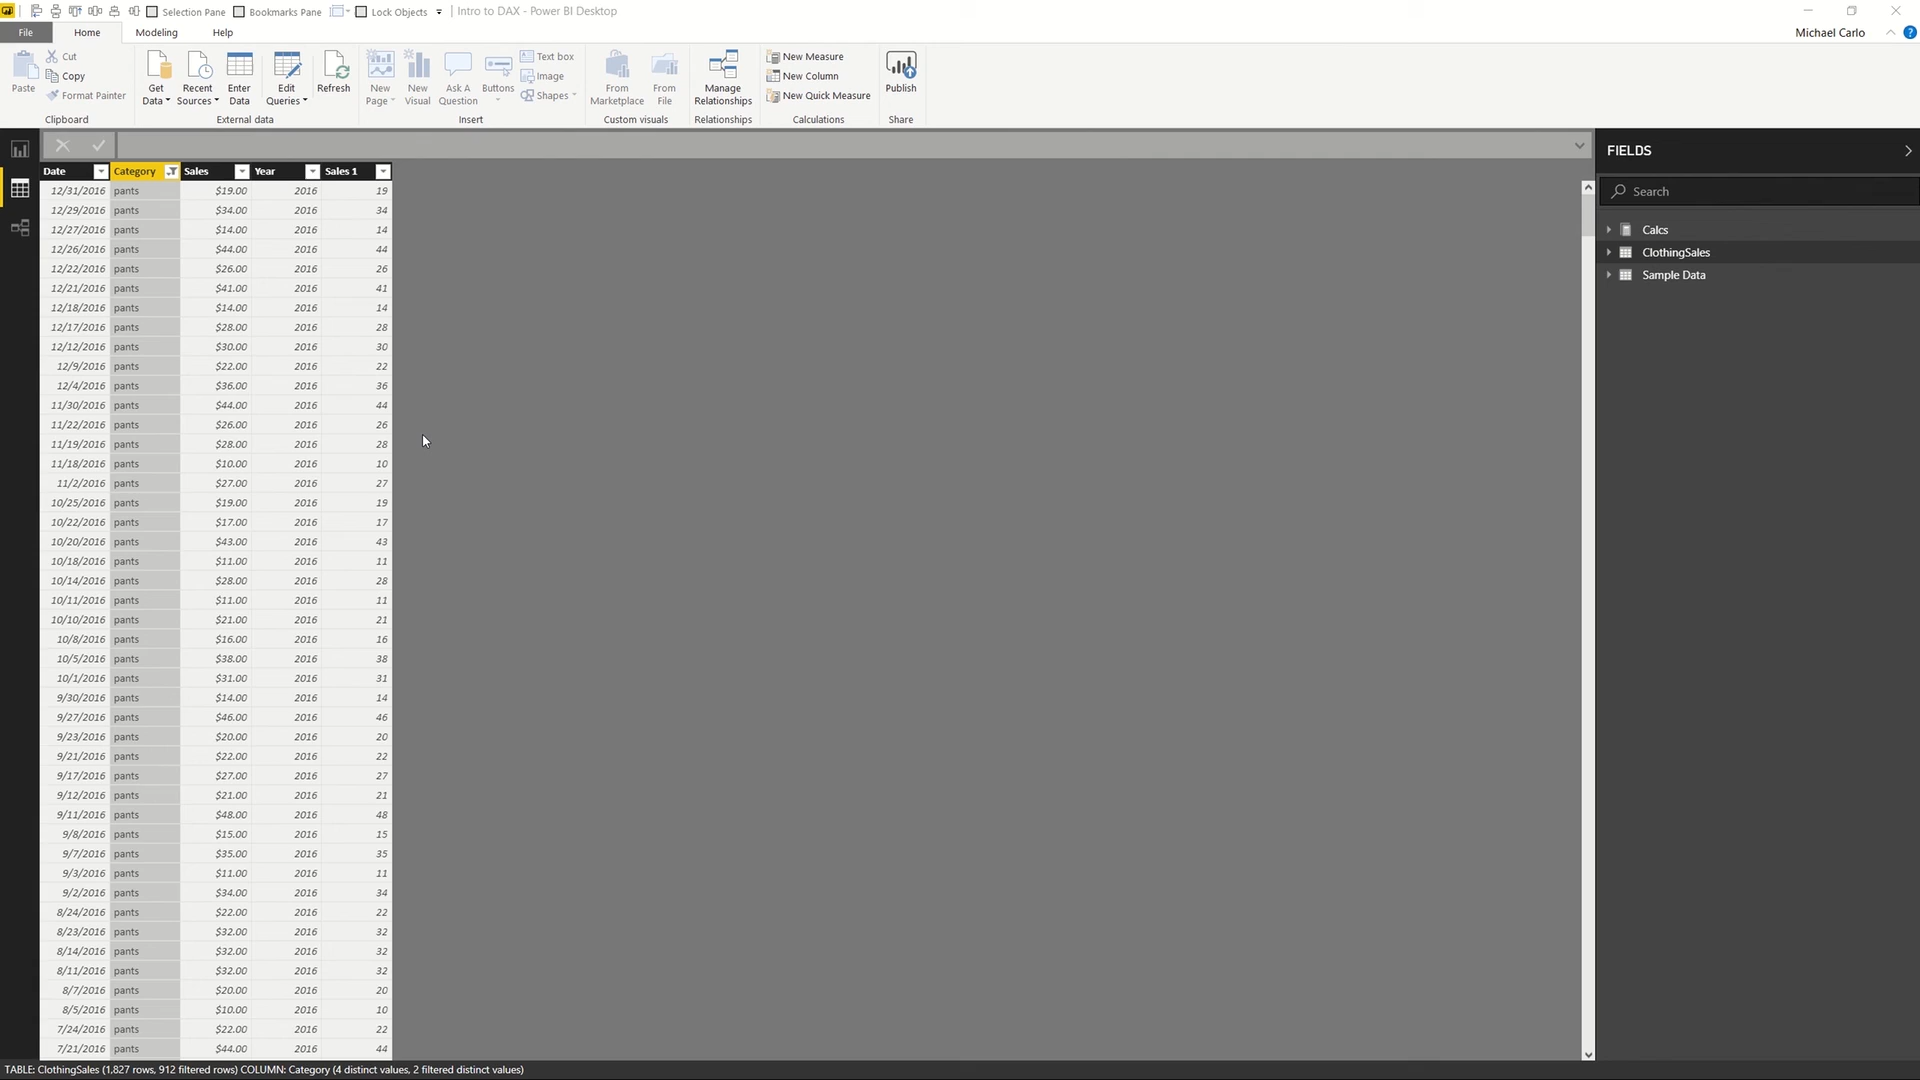 Selection Pane Bookmarks Pane Lock Objects Intro to DAX - Power BI Desktop
File Home Modeling Help Michael Carlo ?
Paste
Cut
Copy
Format Painter
Clipboard
Get
Data
Recent
Sources
Enter
Data
Edit
Queries
Refresh
External data
New
Page
New
Visual
Ask A
Question
Buttons
Text box
Image
Shapes
Insert
From
Marketplace
From
File
Custom visuals
Manage
Relationships
Relationships
New Measure
New Column
New Quick Measure
Calculations
Publish
Share
Date Category Sales Year Sales 1
12/31/2016 pants $19.00 2016 19
12/29/2016 pants $34.00 2016 34
12/27/2016 pants $14.00 2016 14
12/26/2016 pants $44.00 2016 44
12/22/2016 pants $26.00 2016 26
12/21/2016 pants $41.00 2016 41
12/18/2016 pants $14.00 2016 14
12/17/2016 pants $28.00 2016 28
12/12/2016 pants $30.00 2016 30
12/9/2016 pants $22.00 2016 22
12/4/2016 pants $36.00 2016 36
11/30/2016 pants $44.00 2016 44
11/22/2016 pants $26.00 2016 26
11/19/2016 pants $28.00 2016 28
11/18/2016 pants $10.00 2016 10
11/2/2016 pants $27.00 2016 27
10/25/2016 pants $19.00 2016 19
10/22/2016 pants $17.00 2016 17
10/20/2016 pants $43.00 2016 43
10/18/2016 pants $11.00 2016 11
10/14/2016 pants $28.00 2016 28
10/11/2016 pants $11.00 2016 11
10/10/2016 pants $21.00 2016 21
10/8/2016 pants $16.00 2016 16
10/5/2016 pants $38.00 2016 38
10/1/2016 pants $31.00 2016 31
9/30/2016 pants $14.00 2016 14
9/27/2016 pants $46.00 2016 46
9/23/2016 pants $20.00 2016 20
9/21/2016 pants $22.00 2016 22
9/17/2016 pants $27.00 2016 27
9/12/2016 pants $21.00 2016 21
9/11/2016 pants $48.00 2016 48
9/8/2016 pants $15.00 2016 15
9/7/2016 pants $35.00 2016 35
9/3/2016 pants $11.00 2016 11
9/2/2016 pants $34.00 2016 34
8/24/2016 pants $22.00 2016 22
8/23/2016 pants $32.00 2016 32
8/14/2016 pants $32.00 2016 32
8/11/2016 pants $32.00 2016 32
8/7/2016 pants $20.00 2016 20
8/5/2016 pants $10.00 2016 10
7/24/2016 pants $22.00 2016 22
7/21/2016 pants $44.00 2016 44
FIELDS
Search
Calcs
ClothingSales
Sample Data
TABLE: ClothingSales (1,827 rows, 912 filtered rows) COLUMN: Category (4 distinct values, 2 filtered distinct values)